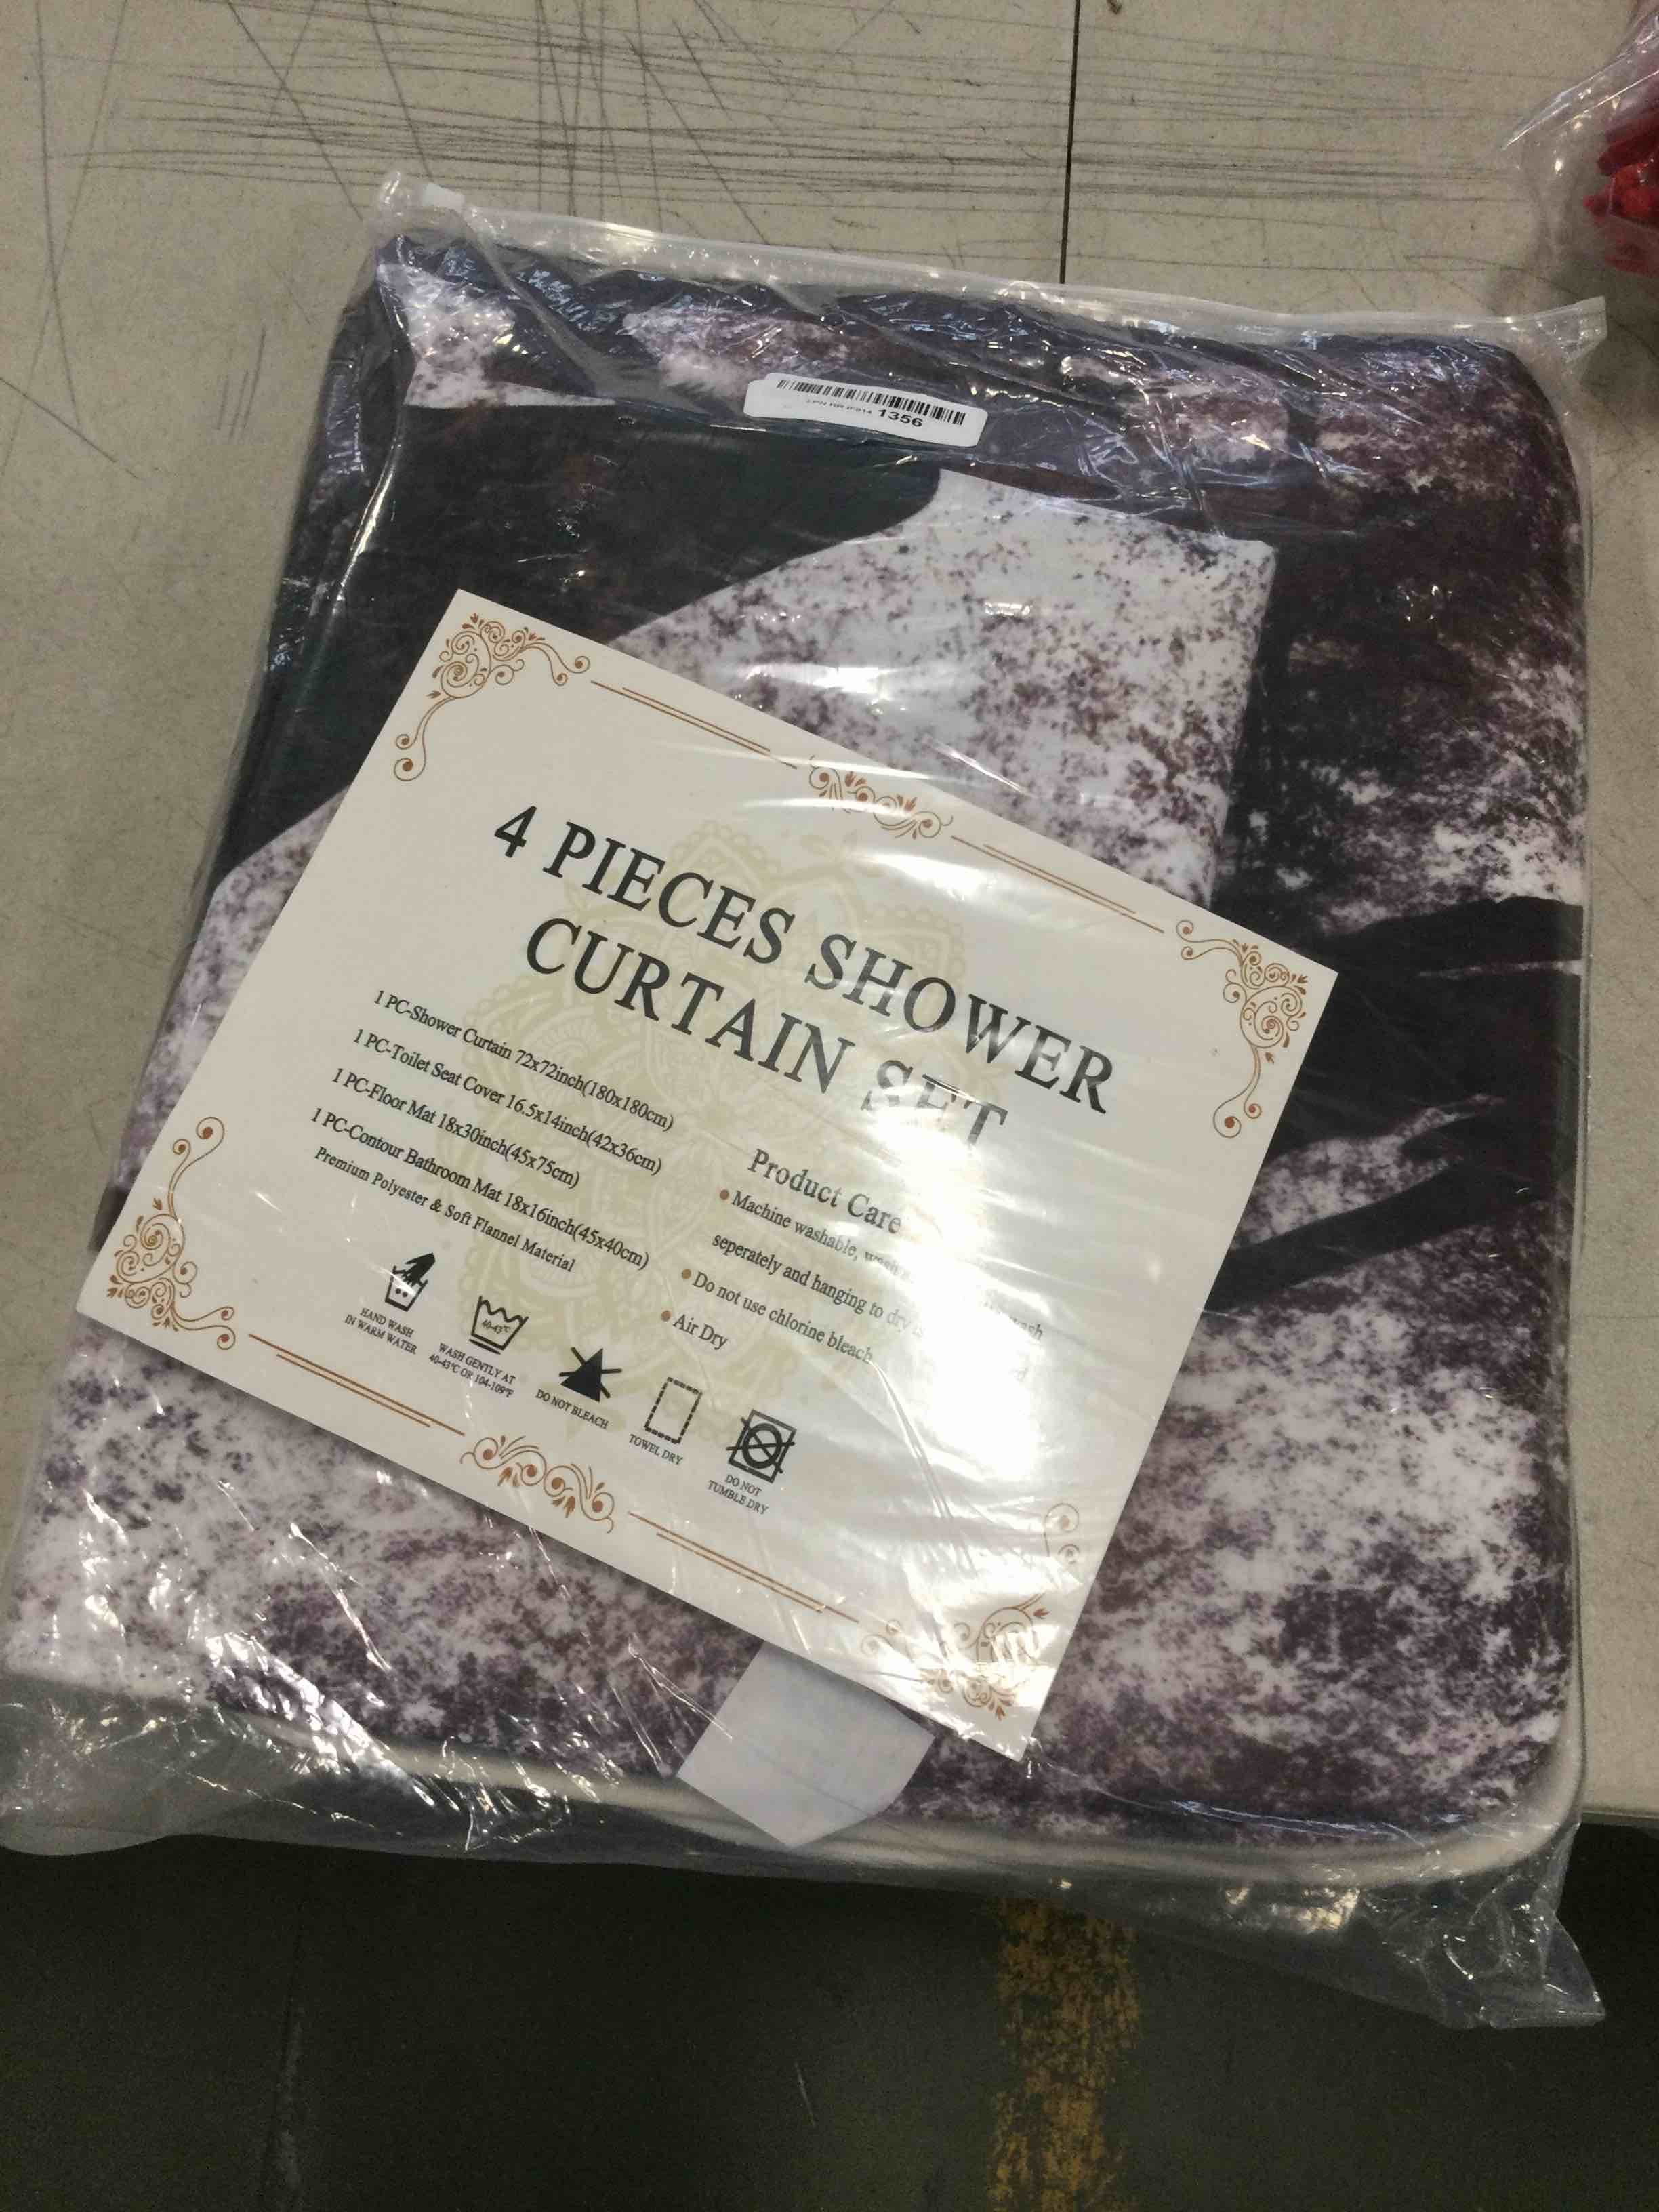 1356
4 PIECES SHOWER
CURTAIN SET
1 PC-Shower Curtain 72x72inch(180x180cm)
1 PC-Toilet Seat Cover 16.5x14inch(42x36cm)
1 PC-Floor Mat 18x30inch(45x75cm)
1 PC-Contour Bathroom Mat 18x16inch(45x40cm)
Premium Polyester & Soft Flannel Material
Product Care
Machine washable, wash
seperately and hanging to dry
Do not use chlorine bleach
Air Dry
HAND WASH
IN WARM WATER
40-43°C
WASH GENTLY AT
40-43°C OR 104-109°F
DO NOT BLEACH
TOWEL DRY
DO NOT
TUMBLE DRY